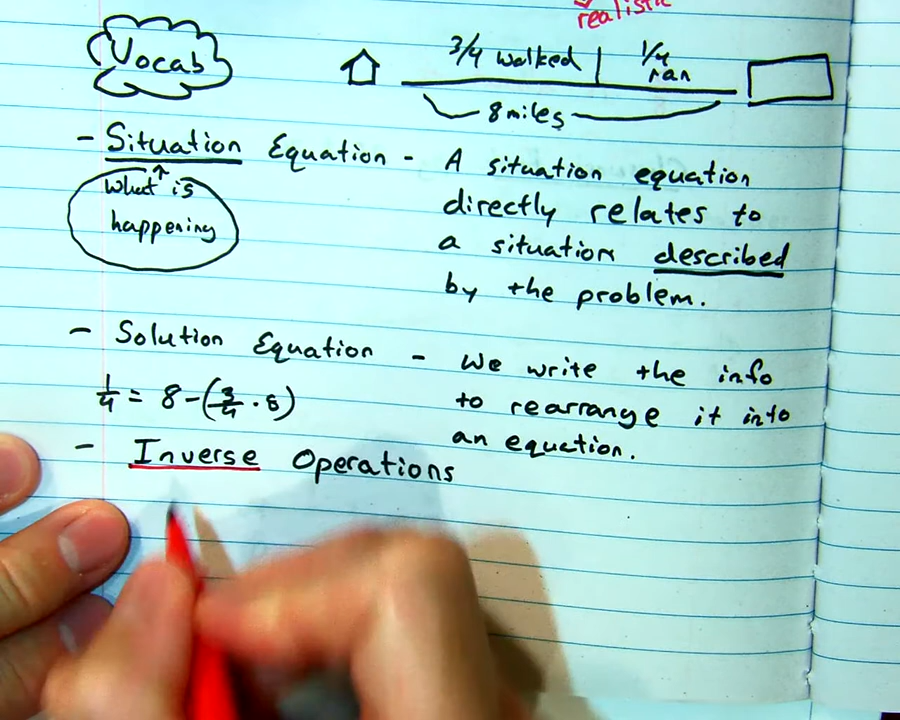 realistic
Vocab
3/4 walked | 1/4 ran
8 miles
- Situation Equation - A situation equation
What is
happening
directly relates to
a situation described
by the problem.
- Solution Equation - We write the info
to rearrange it into
an equation.
1/4 = 8 - (3/4 · 8)
- Inverse Operations